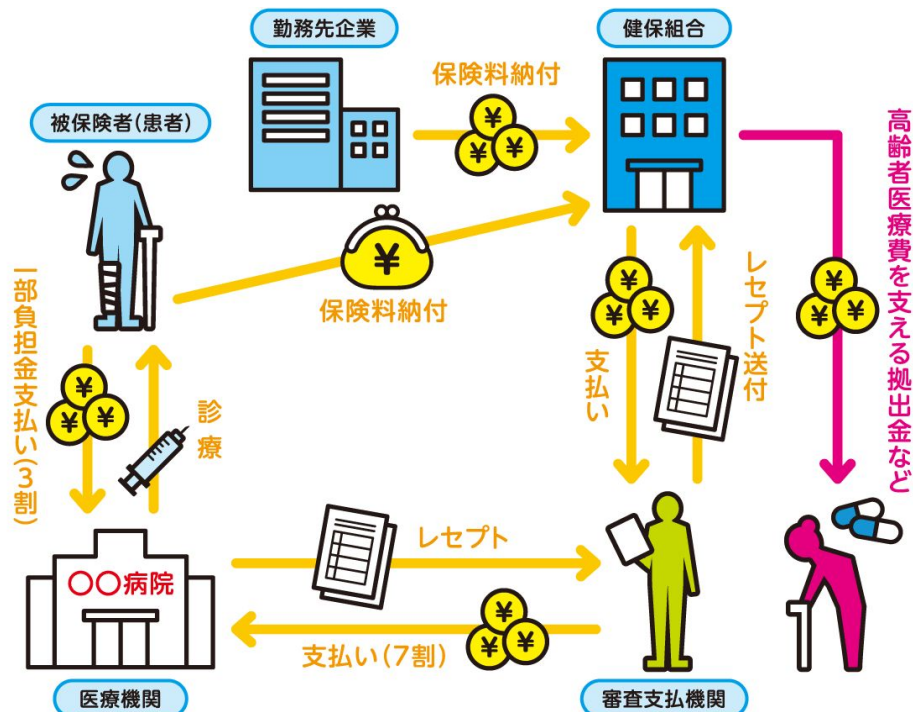 勤務先企業
健保組合
保険料納付
被保険者(患者)
¥
¥
¥
高齢者医療費を支える拠出金など
¥
保険料納付
一部負担金支払い(3割)
¥
¥
¥
診療
¥
¥
¥
支払い
レセプト送付
¥
¥
¥
〇〇病院
レセプト
¥
¥
¥
支払い(7割)
医療機関
審査支払機関